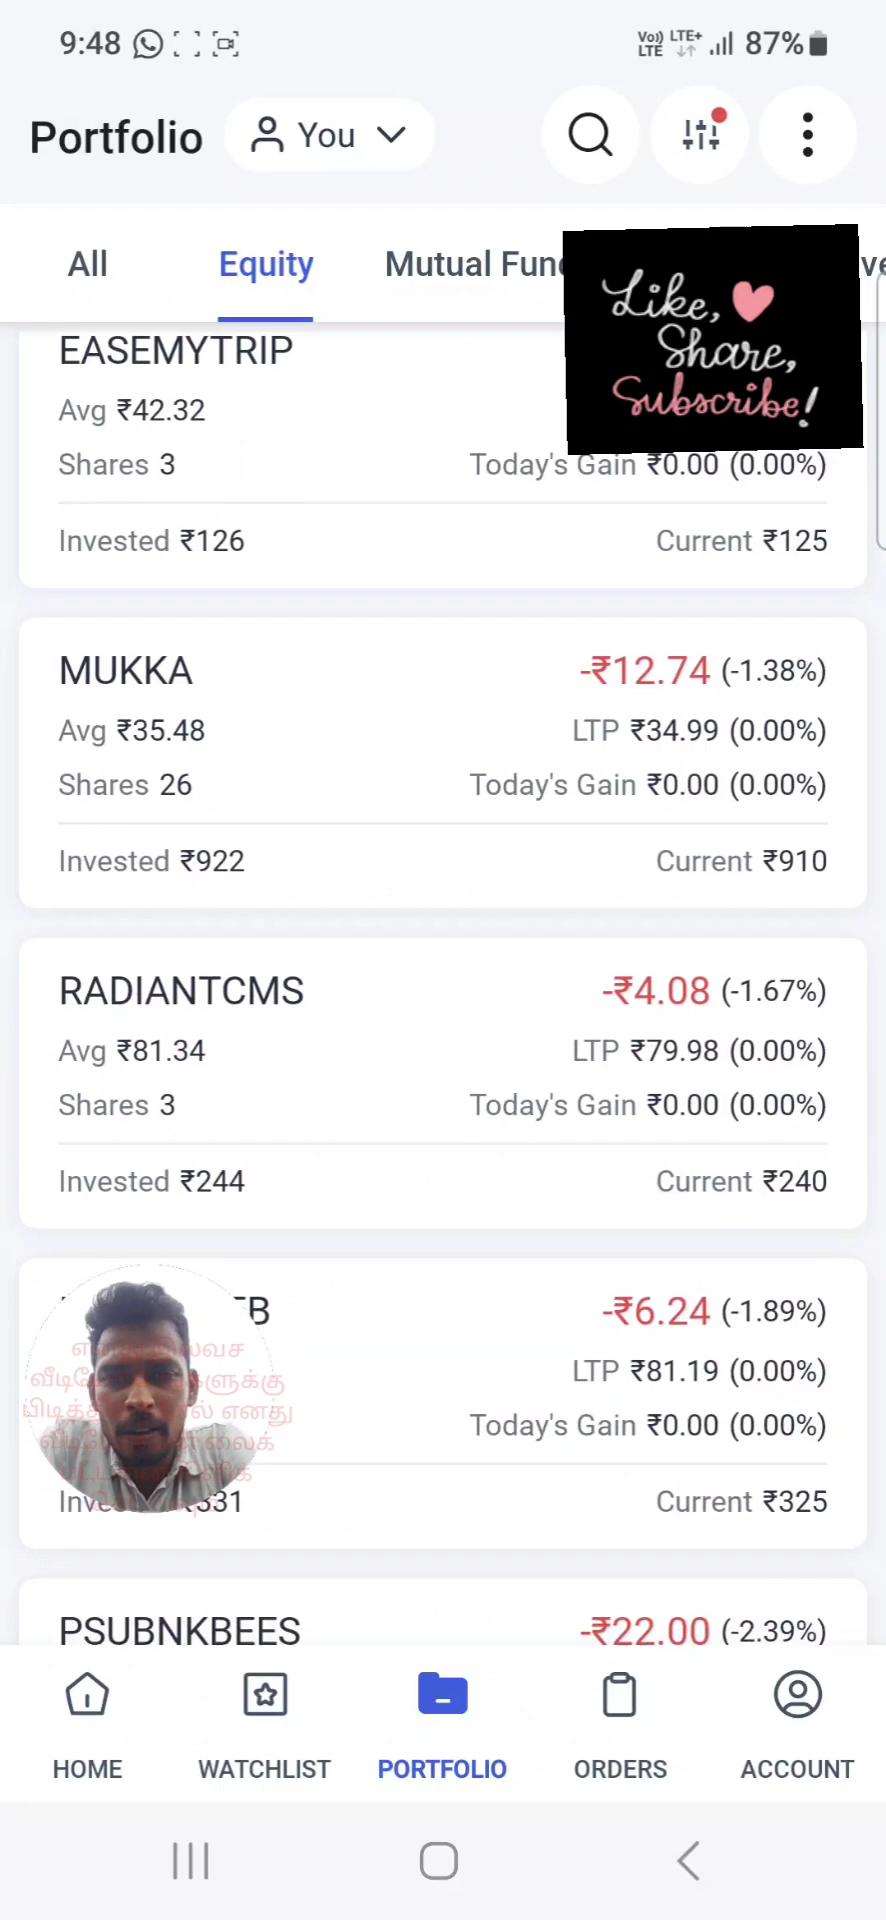 9:48
Vo)) LTE LTE+ 87%
Portfolio You
All Equity Mutual
Like,
Share,
Subscribe!
EASEMYTRIP
Avg ₹42.32
Shares 3 Today's Gain ₹0.00 (0.00%)
Invested ₹126 Current ₹125
MUKKA -₹12.74 (-1.38%)
Avg ₹35.48 LTP ₹34.99 (0.00%)
Shares 26 Today's Gain ₹0.00 (0.00%)
Invested ₹922 Current ₹910
RADIANTCMS -₹4.08 (-1.67%)
Avg ₹81.34 LTP ₹79.98 (0.00%)
Shares 3 Today's Gain ₹0.00 (0.00%)
Invested ₹244 Current ₹240
-₹6.24 (-1.89%)
LTP ₹81.19 (0.00%)
எனது
Today's Gain ₹0.00 (0.00%)
Current ₹325
PSUBNKBEES -₹22.00 (-2.39%)
HOME WATCHLIST PORTFOLIO ORDERS ACCOUNT